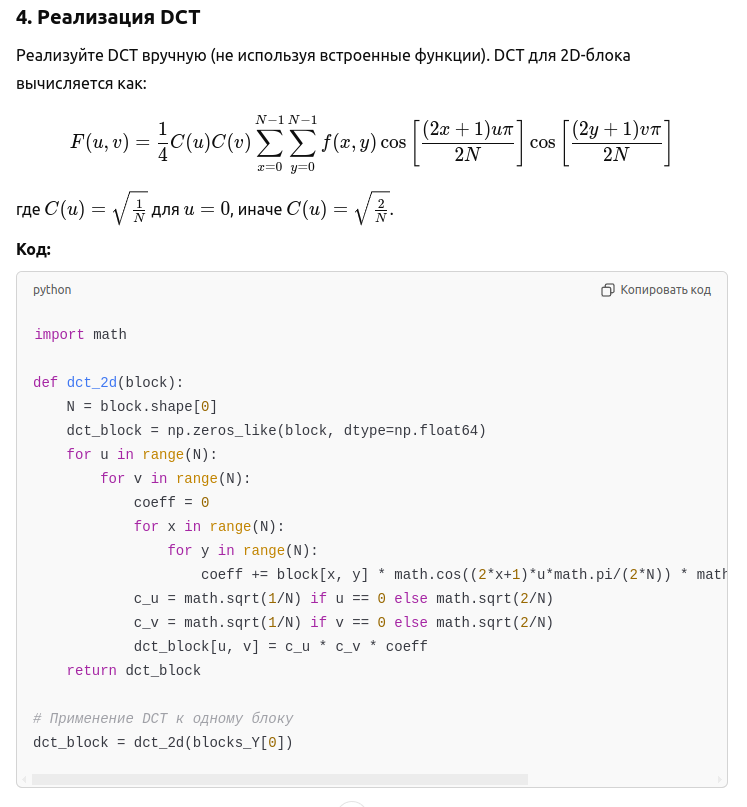 4. Реализация DCT
Реализуйте DCT вручную (не используя встроенные функции). DCT для 2D-блока
вычисляется как:
F(u, v) = \frac{1}{4} C(u)C(v) \sum_{x=0}^{N-1} \sum_{y=0}^{N-1} f(x, y) \cos\left[\frac{(2x+1)u\pi}{2N}\right] \cos\left[\frac{(2y+1)v\pi}{2N}\right]
где C(u) = \sqrt{\frac{1}{N}} для u = 0, иначе C(u) = \sqrt{\frac{2}{N}}.
Код:
python
Копировать код
import math
def dct_2d(block):
    N = block.shape[0]
    dct_block = np.zeros_like(block, dtype=np.float64)
    for u in range(N):
        for v in range(N):
            coeff = 0
            for x in range(N):
                for y in range(N):
                    coeff += block[x, y] * math.cos((2*x+1)*u*math.pi/(2*N)) * math
            c_u = math.sqrt(1/N) if u == 0 else math.sqrt(2/N)
            c_v = math.sqrt(1/N) if v == 0 else math.sqrt(2/N)
            dct_block[u, v] = c_u * c_v * coeff
    return dct_block
# Применение DCT к одному блоку
dct_block = dct_2d(blocks_Y[0])